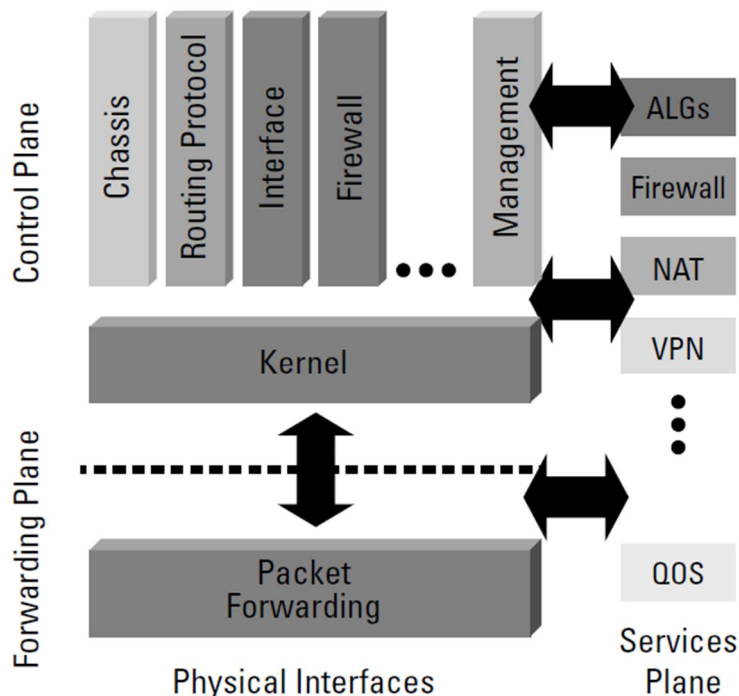 Control Plane
Chassis
Routing Protocol
Interface
Firewall
Management
ALGs
Firewall
NAT
VPN
Kernel
Forwarding Plane
Packet
Forwarding
QOS
Physical Interfaces
Services
Plane